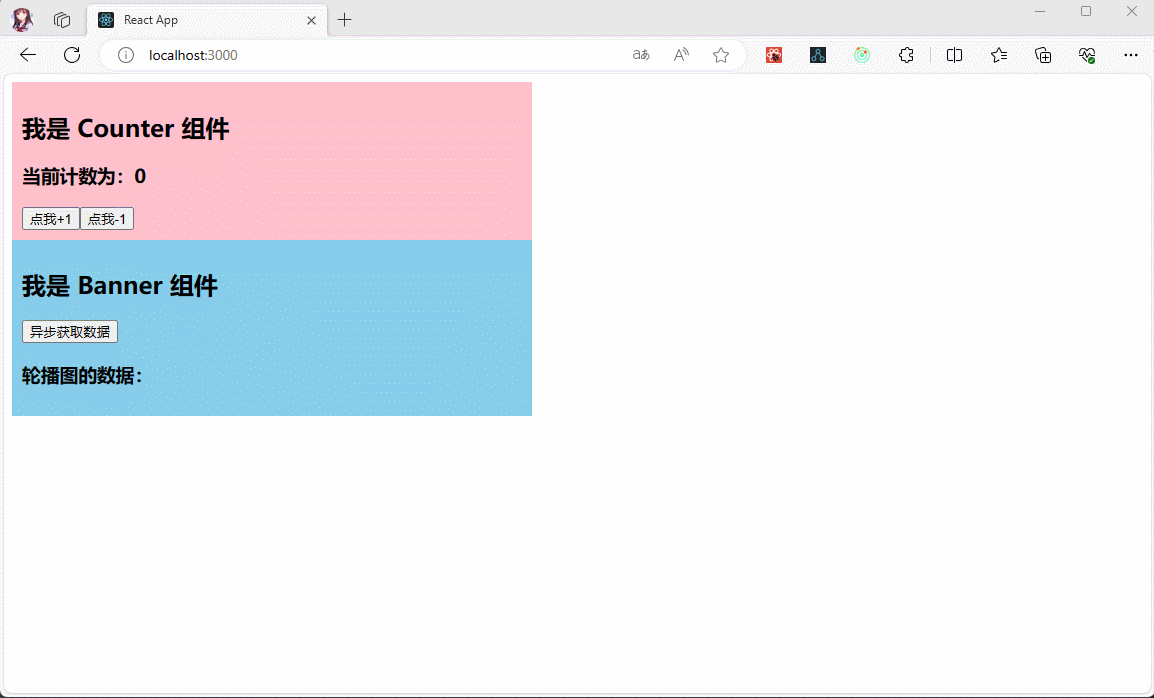 React App
localhost:3000
我是 Counter 组件
当前计数为：0
点我+1 点我-1
我是 Banner 组件
异步获取数据
轮播图的数据：